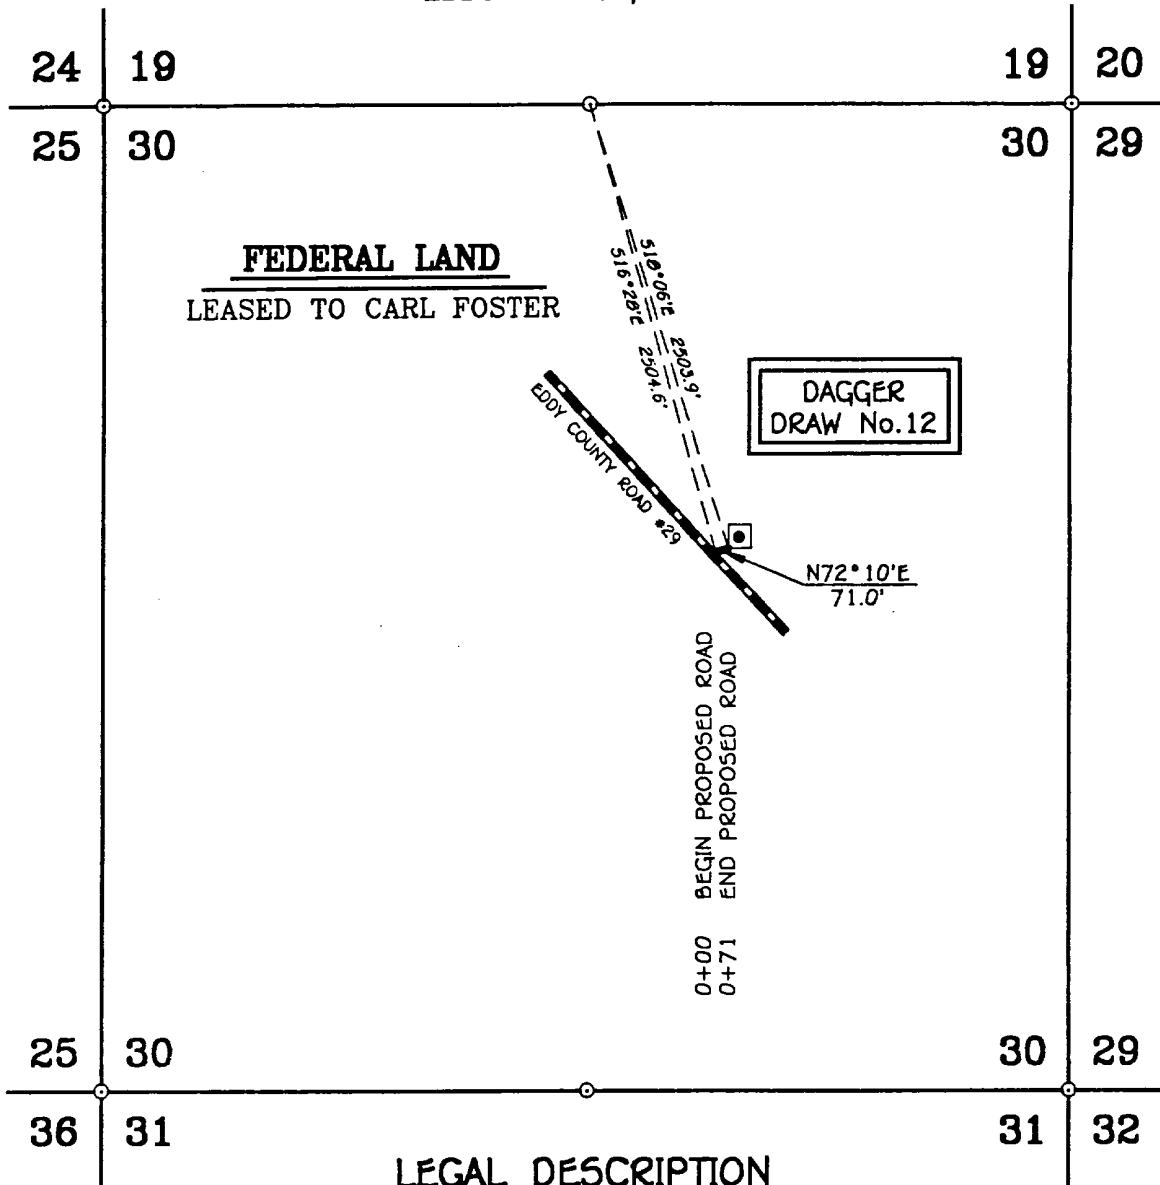 24 19
19 20
25 30
30 29
FEDERAL LAND
LEASED TO CARL FOSTER
S18°06'E 2503.9'
S16°28'E 2504.6'
DAGGER
DRAW No.12
EDDY COUNTY ROAD #29
N72°10'E
71.0'
0+00 BEGIN PROPOSED ROAD
0+71 END PROPOSED ROAD
25 30
30 29
36 31
31 32
LEGAL DESCRIPTION